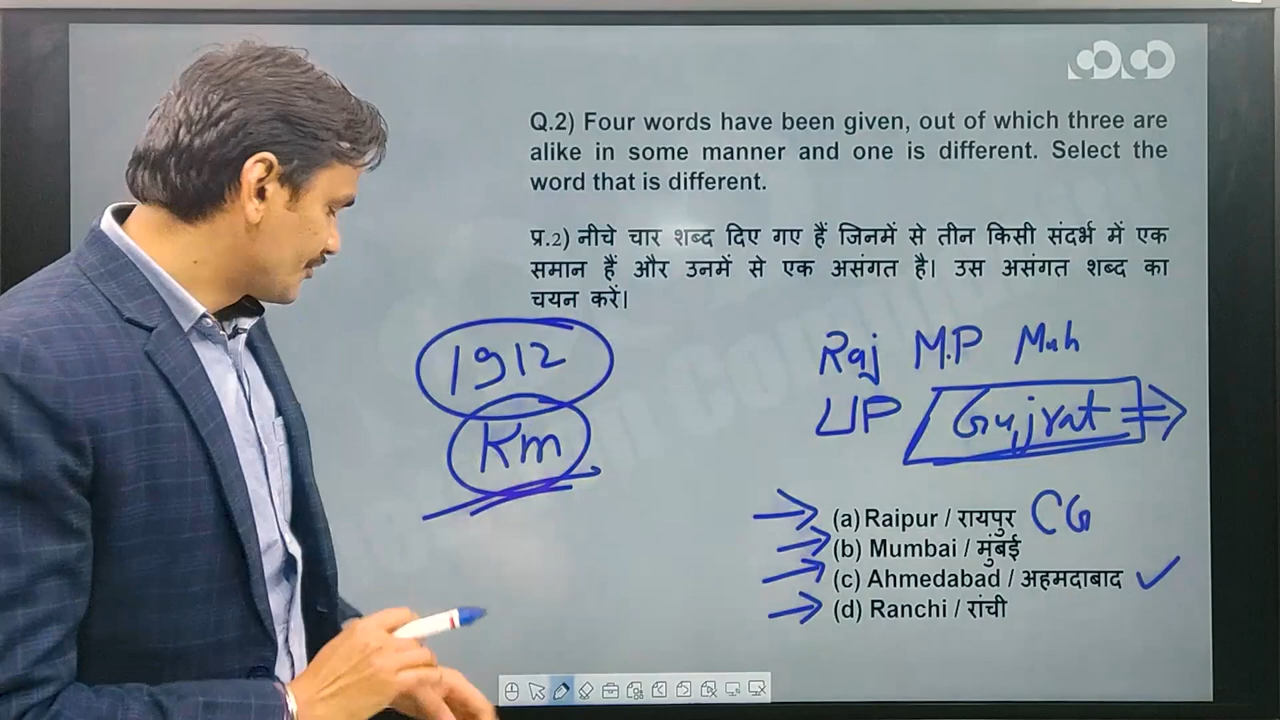 Q.2) Four words have been given, out of which three are
alike in some manner and one is different. Select the
word that is different.
प्र.2) नीचे चार शब्द दिए गए हैं जिनमें से तीन किसी संदर्भ में एक
समान हैं और उनमें से एक असंगत है। उस असंगत शब्द का
चयन करें।
1912
Km
Raj M.P Mah
UP Gujrat
(a) Raipur / रायपुर CG
(b) Mumbai / मुंबई
(c) Ahmedabad / अहमदाबाद
(d) Ranchi / रांची